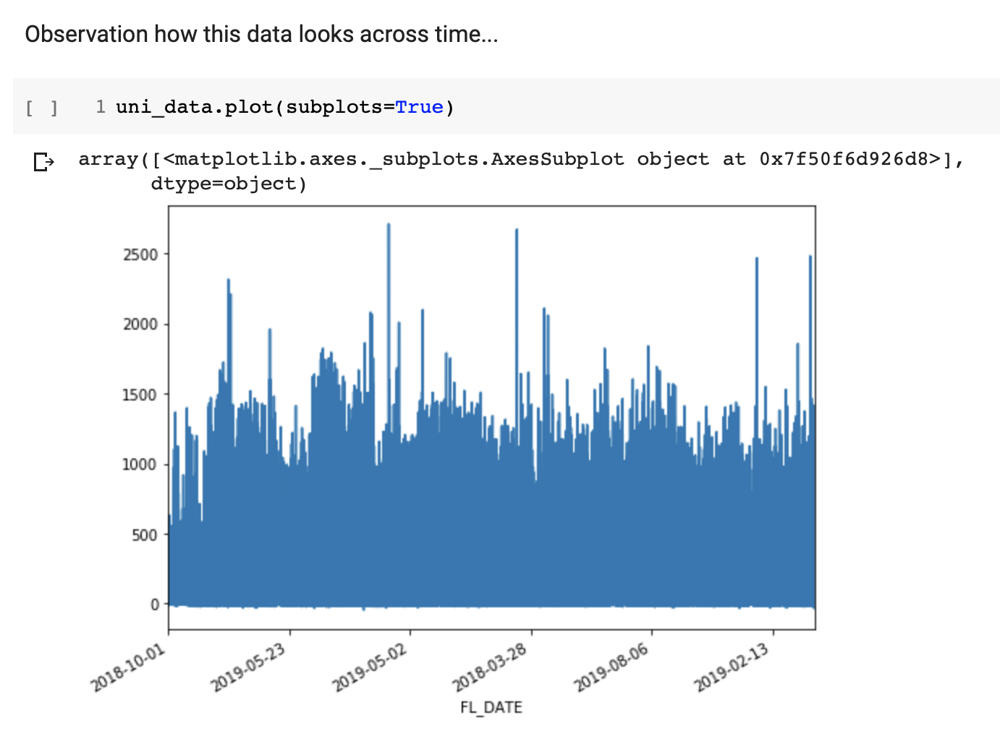 Observation how this data looks across time...
[ ] 1 uni_data.plot(subplots=True)
array([<matplotlib.axes._subplots.AxesSubplot object at 0x7f50f6d926d8>],
dtype=object)
2500
2000
1500
1000
500
0
2018-10-01 2019-05-23 2019-05-02 2018-03-28 2019-08-06 2019-02-13
FL_DATE